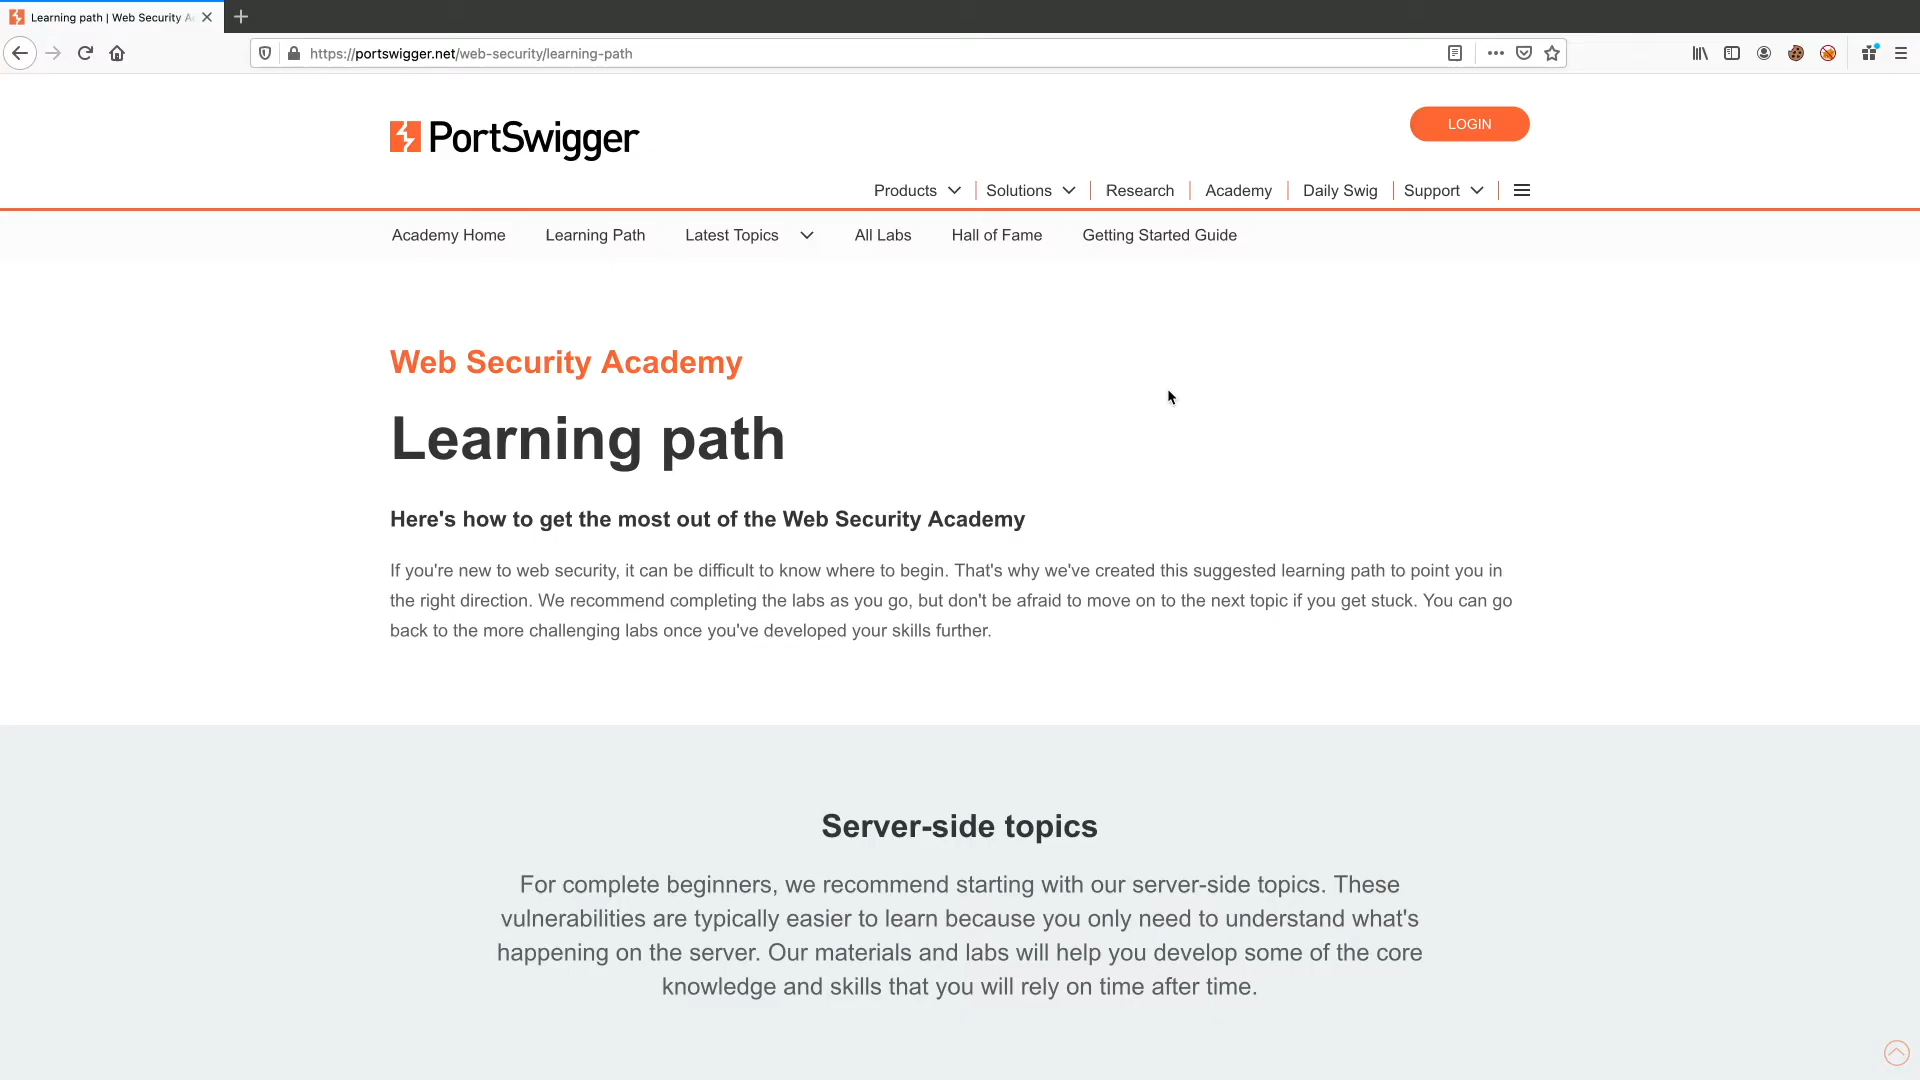 Learning path | Web Security A
https://portswigger.net/web-security/learning-path
PortSwigger
LOGIN
Products
Solutions
Research
Academy
Daily Swig
Support
Academy Home
Learning Path
Latest Topics
All Labs
Hall of Fame
Getting Started Guide
Web Security Academy
Learning path
Here's how to get the most out of the Web Security Academy
If you're new to web security, it can be difficult to know where to begin. That's why we've created this suggested learning path to point you in
the right direction. We recommend completing the labs as you go, but don't be afraid to move on to the next topic if you get stuck. You can go
back to the more challenging labs once you've developed your skills further.
Server-side topics
For complete beginners, we recommend starting with our server-side topics. These
vulnerabilities are typically easier to learn because you only need to understand what's
happening on the server. Our materials and labs will help you develop some of the core
knowledge and skills that you will rely on time after time.